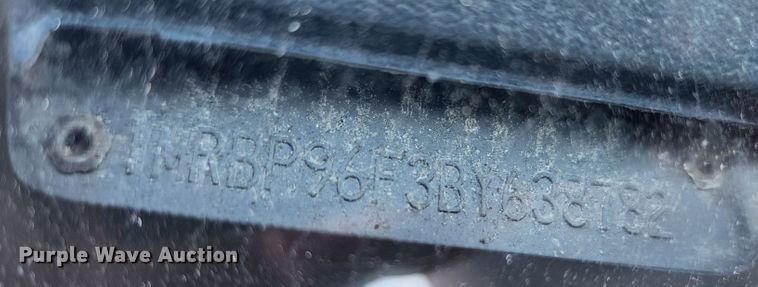 1MRBP96F3BY638782
Purple Wave Auction